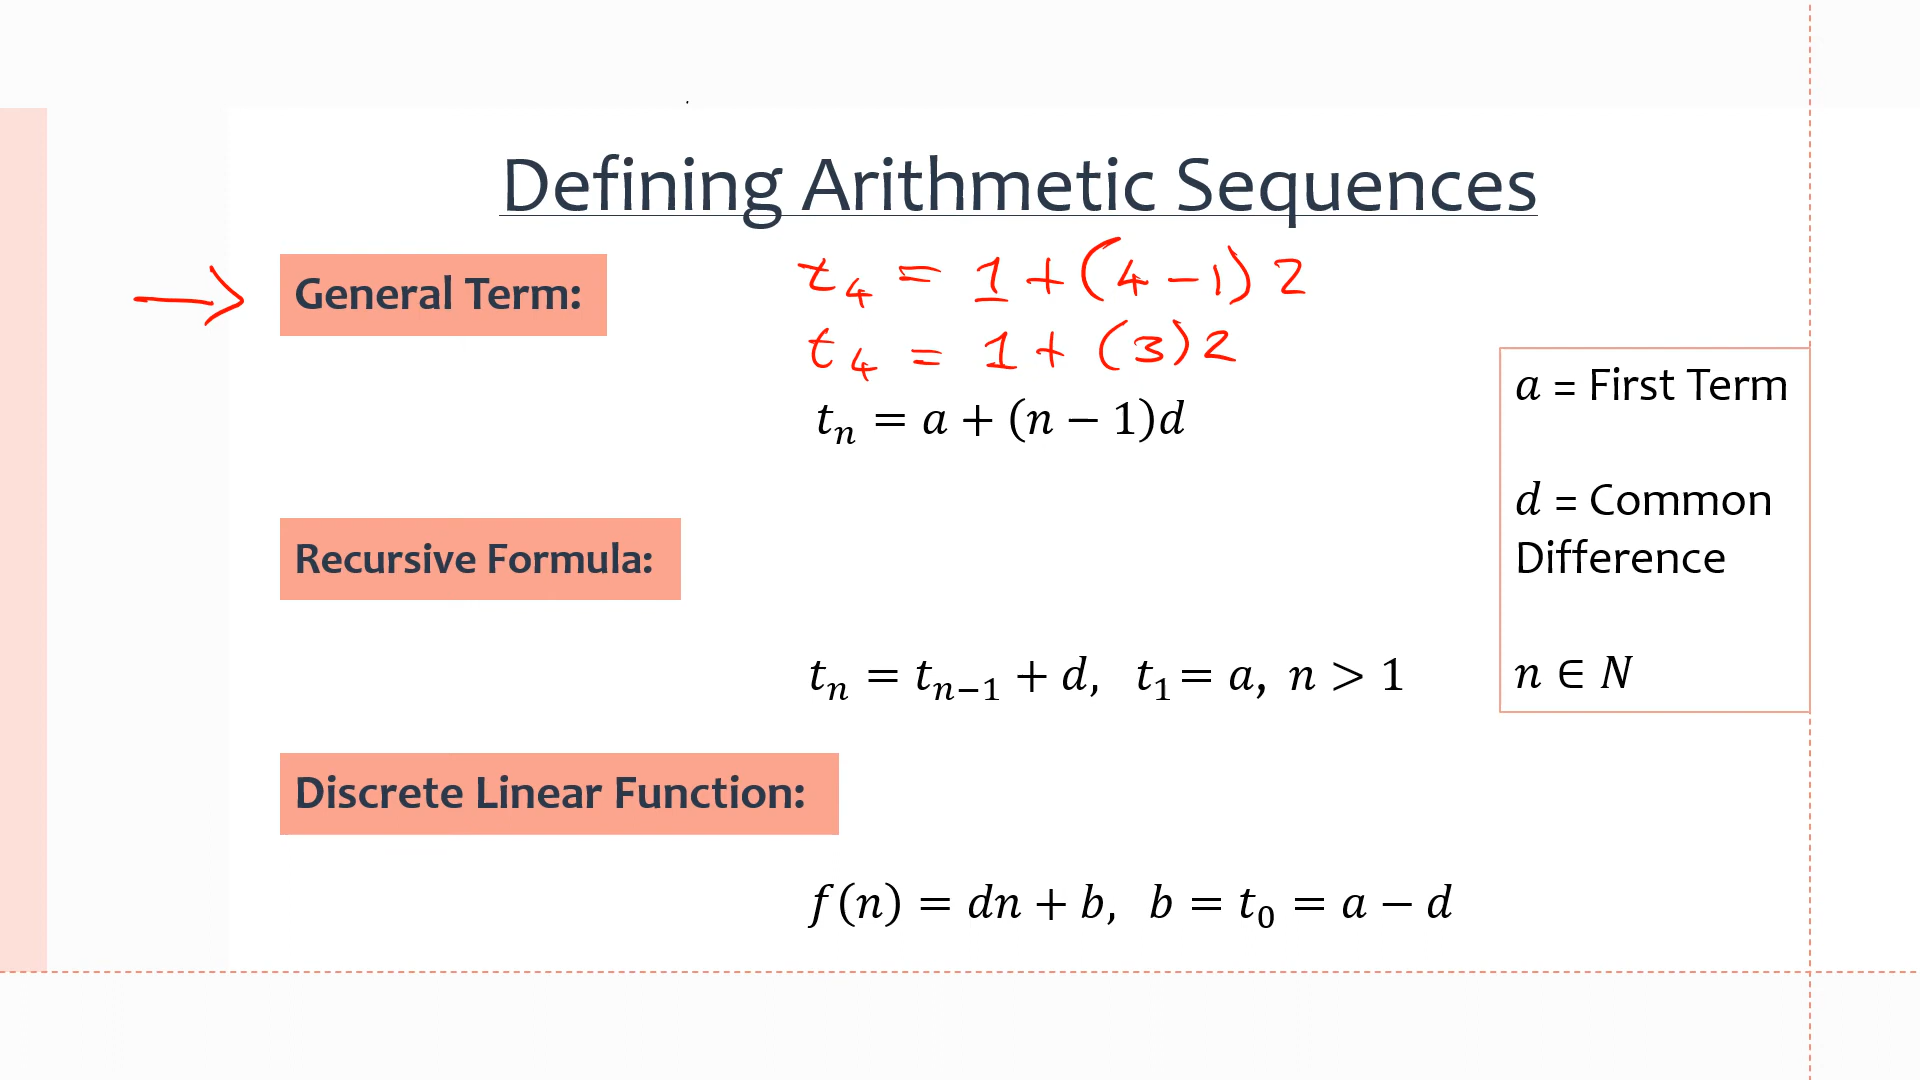 Defining Arithmetic Sequences
General Term:
t₄ = 1 + (4 − 1) 2
t₄ = 1 + (3) 2
tₙ = a + (n − 1)d
a = First Term
d = Common
Difference
n ∈ N
Recursive Formula:
tₙ = tₙ₋₁ + d, t₁ = a, n > 1
Discrete Linear Function:
f(n) = dn + b, b = t₀ = a − d